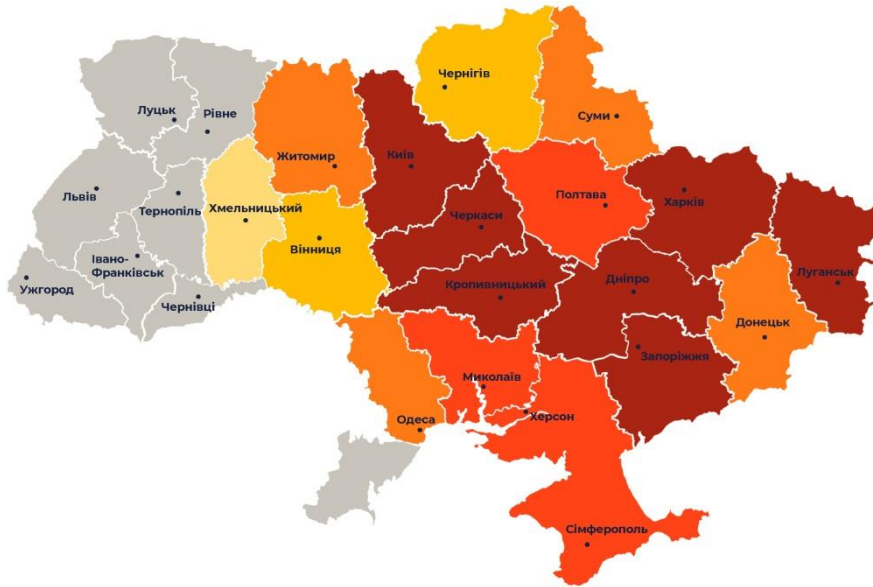 Чернігів
Луцьк
Рівне
Суми
Житомир
Київ
Львів
Тернопіль
Хмельницький
Черкаси
Полтава
Харків
Вінниця
Івано-
Франківськ
Ужгород
Чернівці
Кропивницький
Дніпро
Луганськ
Донецьк
Запоріжжя
Миколаїв
Одеса
Херсон
Сімферополь